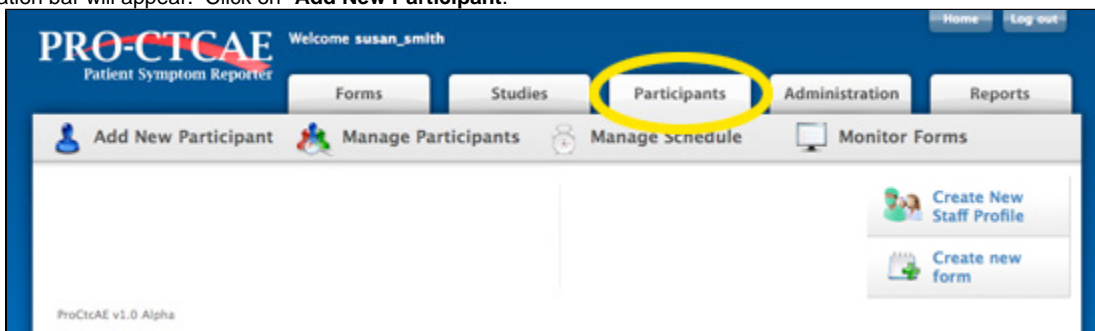 ation bar will appear. Click on "Add New Participant.
Home Log out
PRO-CTCAE Welcome susan_smith
Patient Symptom Reporter
Forms Studies Participants Administration Reports
Add New Participant Manage Participants Manage Schedule Monitor Forms
Create New
Staff Profile
Create new
form
ProCtcAE v1.0 Alpha